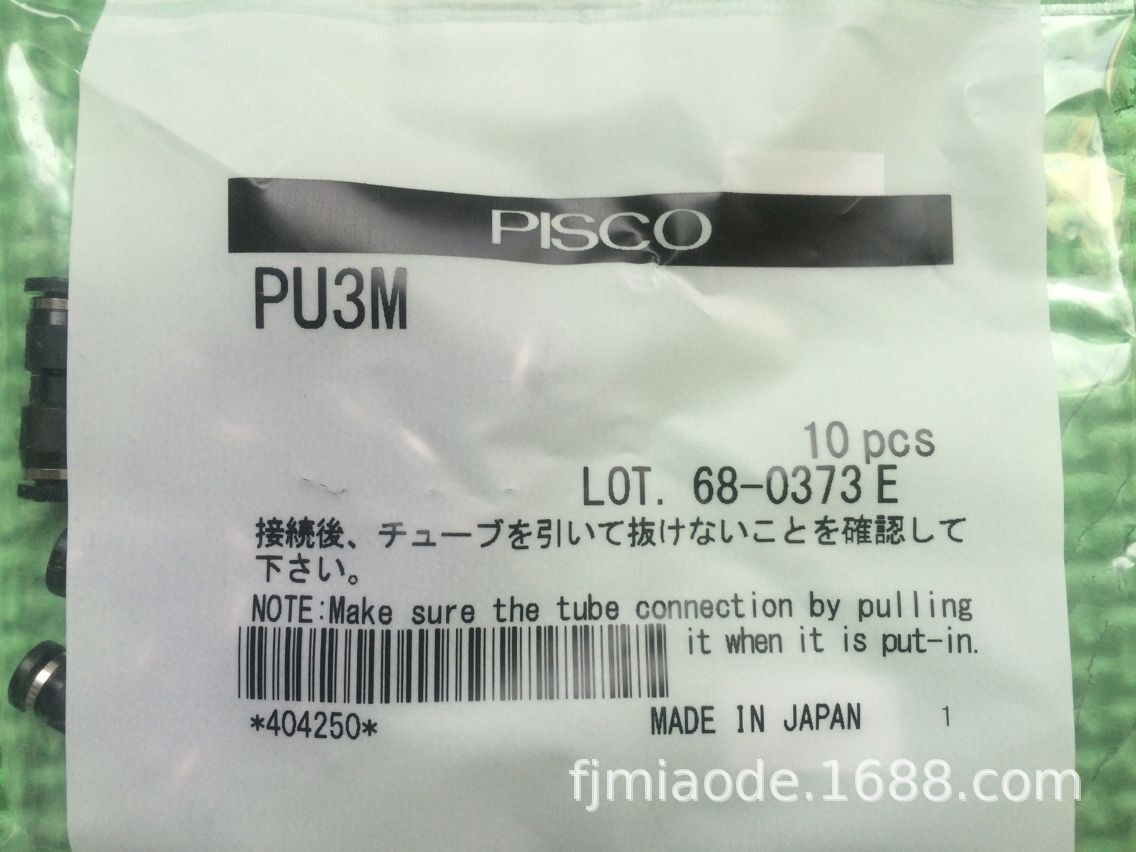 PISCO
PU3M
10 pcs
LOT. 68-0373 E
接続後、チューブを引いて抜けないことを確認して
下さい。
NOTE:Make sure the tube connection by pulling
it when it is put-in.
*404250*
MADE IN JAPAN 1
fjmiaode.1688.com